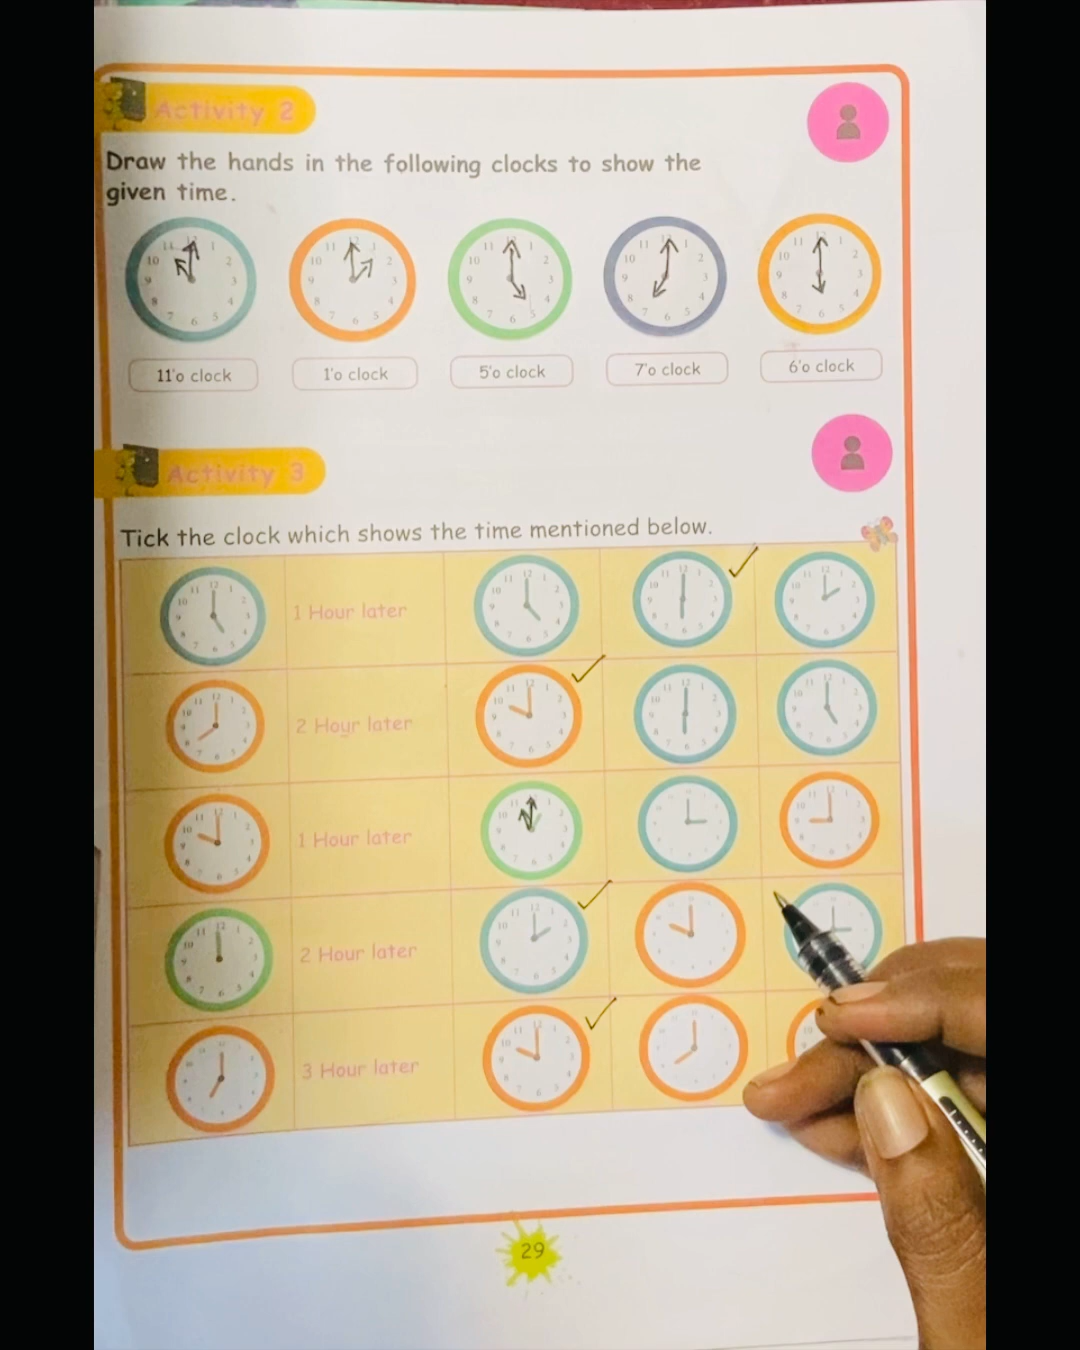 Activity 2
Draw the hands in the following clocks to show the
given time.
11'o clock
1'o clock
5'o clock
7'o clock
6'o clock
Activity 3
Tick the clock which shows the time mentioned below.
1 Hour later
2 Hour later
1 Hour later
2 Hour later
3 Hour later
29